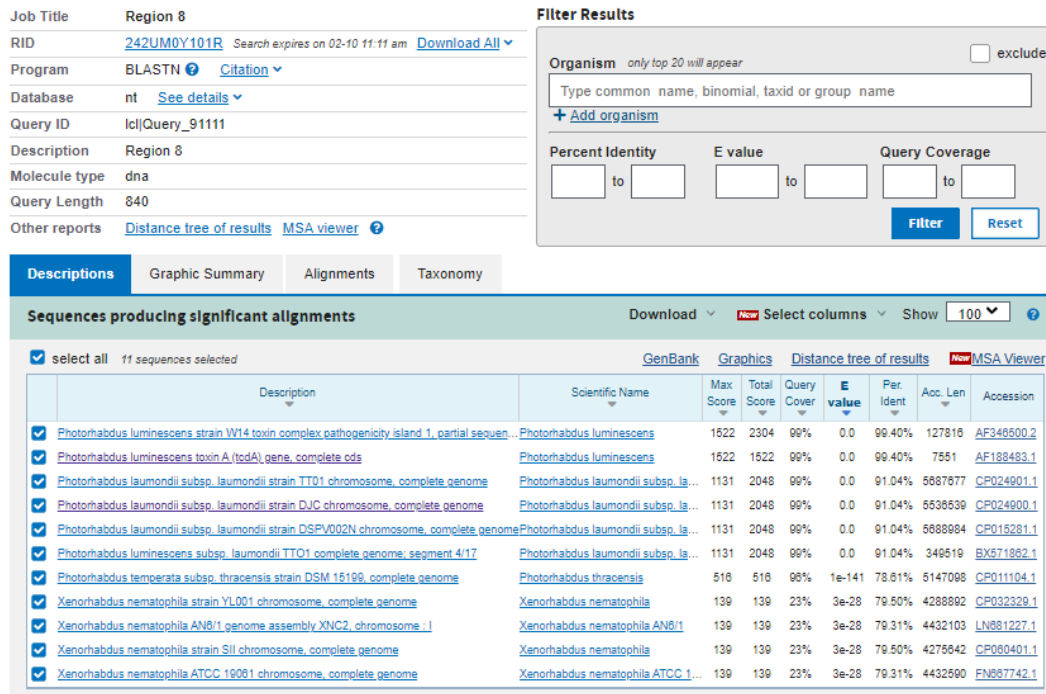 Job Title Region 8
RID 242UM0Y101R Search expires on 02-10 11:11 am Download All
Program BLASTN Citation
Database nt See details
Query ID lcl|Query_91111
Description Region 8
Molecule type dna
Query Length 840
Other reports Distance tree of results MSA viewer
Filter Results
exclude
Organism only top 20 will appear
Type common name, binomial, taxid or group name
+ Add organism
Percent Identity E value Query Coverage
to to to
Filter Reset
Descriptions Graphic Summary Alignments Taxonomy
Sequences producing significant alignments Download New Select columns Show 100
select all 11 sequences selected GenBank Graphics Distance tree of results New MSA Viewer
Description Scientific Name Max Score Total Score Query Cover E value Per. Ident Acc. Len Accession
Photorhabdus luminescens strain W14 toxin complex pathogenicity island 1, partial sequen... Photorhabdus luminescens 1522 2304 99% 0.0 99.40% 127816 AF346500.2
Photorhabdus luminescens toxin A (tcdA) gene, complete cds Photorhabdus luminescens 1522 1522 99% 0.0 99.40% 7551 AF188483.1
Photorhabdus laumondii subsp. laumondii strain TT01 chromosome, complete genome Photorhabdus laumondii subsp. la... 1131 2048 99% 0.0 91.04% 5687677 CP024901.1
Photorhabdus laumondii subsp. laumondii strain DJC chromosome, complete genome Photorhabdus laumondii subsp. la... 1131 2048 99% 0.0 91.04% 5536539 CP024900.1
Photorhabdus laumondii subsp. laumondii strain DSPV002N chromosome, complete genome Photorhabdus laumondii subsp. la... 1131 2048 99% 0.0 91.04% 5688984 CP015281.1
Photorhabdus luminescens subsp. laumondii TTO1 complete genome; segment 4/17 Photorhabdus laumondii subsp. la... 1131 2048 99% 0.0 91.04% 349519 BX571862.1
Photorhabdus temperata subsp. thracensis strain DSM 15199, complete genome Photorhabdus thracensis 516 516 96% 1e-141 78.61% 5147098 CP011104.1
Xenorhabdus nematophila strain YL001 chromosome, complete genome Xenorhabdus nematophila 139 139 23% 3e-28 79.50% 4288892 CP032329.1
Xenorhabdus nematophila AN6/1 genome assembly XNC2, chromosome : I Xenorhabdus nematophila AN6/1 139 139 23% 3e-28 79.31% 4432103 LN681227.1
Xenorhabdus nematophila strain SII chromosome, complete genome Xenorhabdus nematophila 139 139 23% 3e-28 79.50% 4275642 CP060401.1
Xenorhabdus nematophila ATCC 19061 chromosome, complete genome Xenorhabdus nematophila ATCC 1... 139 139 23% 3e-28 79.31% 4432590 FN667742.1